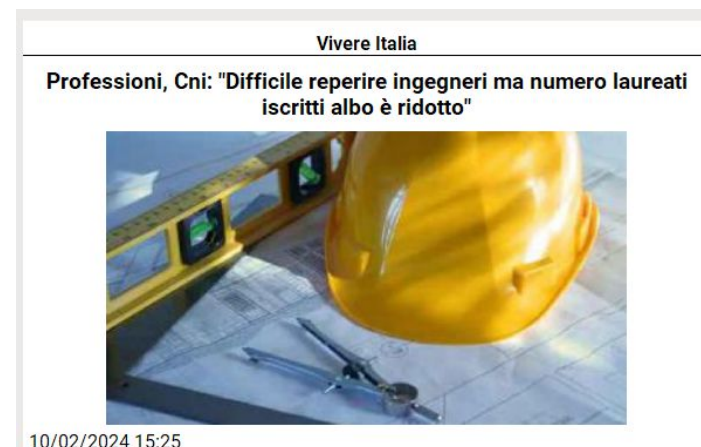 Vivere Italia
Professioni, Cni: "Difficile reperire ingegneri ma numero laureati
iscritti albo è ridotto"
10/02/2024 15:25